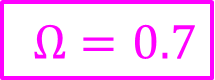 Ω = 0.7